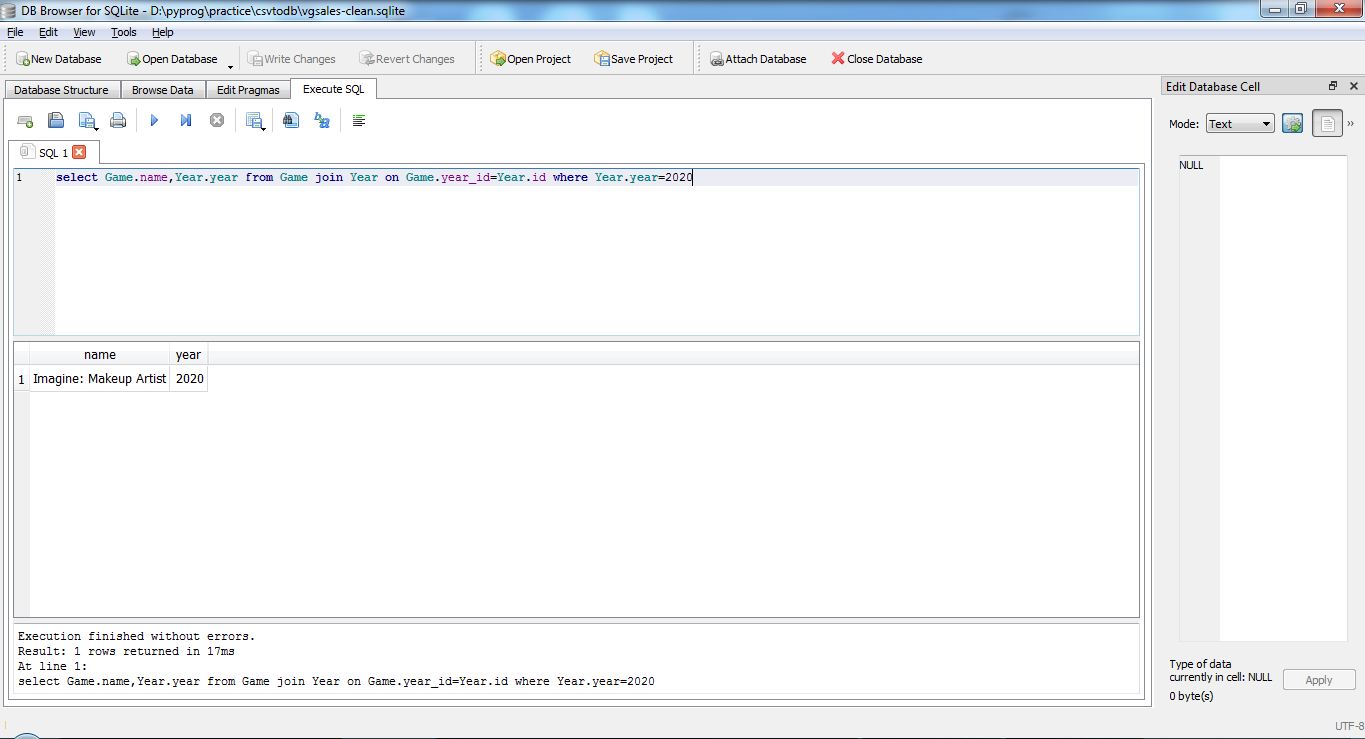 DB Browser for SQLite - D:\pyprog\practice\csvtodb\vgsales-clean.sqlite
File Edit View Tools Help
New Database Open Database Write Changes Revert Changes Open Project Save Project Attach Database Close Database
Database Structure Browse Data Edit Pragmas Execute SQL
SQL 1
1 select Game.name,Year.year from Game join Year on Game.year_id=Year.id where Year.year=2020
name year
1 Imagine: Makeup Artist 2020
Execution finished without errors.
Result: 1 rows returned in 17ms
At line 1:
select Game.name,Year.year from Game join Year on Game.year_id=Year.id where Year.year=2020
Edit Database Cell
Mode: Text »
NULL
Type of data
currently in cell: NULL
0 byte(s)
Apply
UTF-8